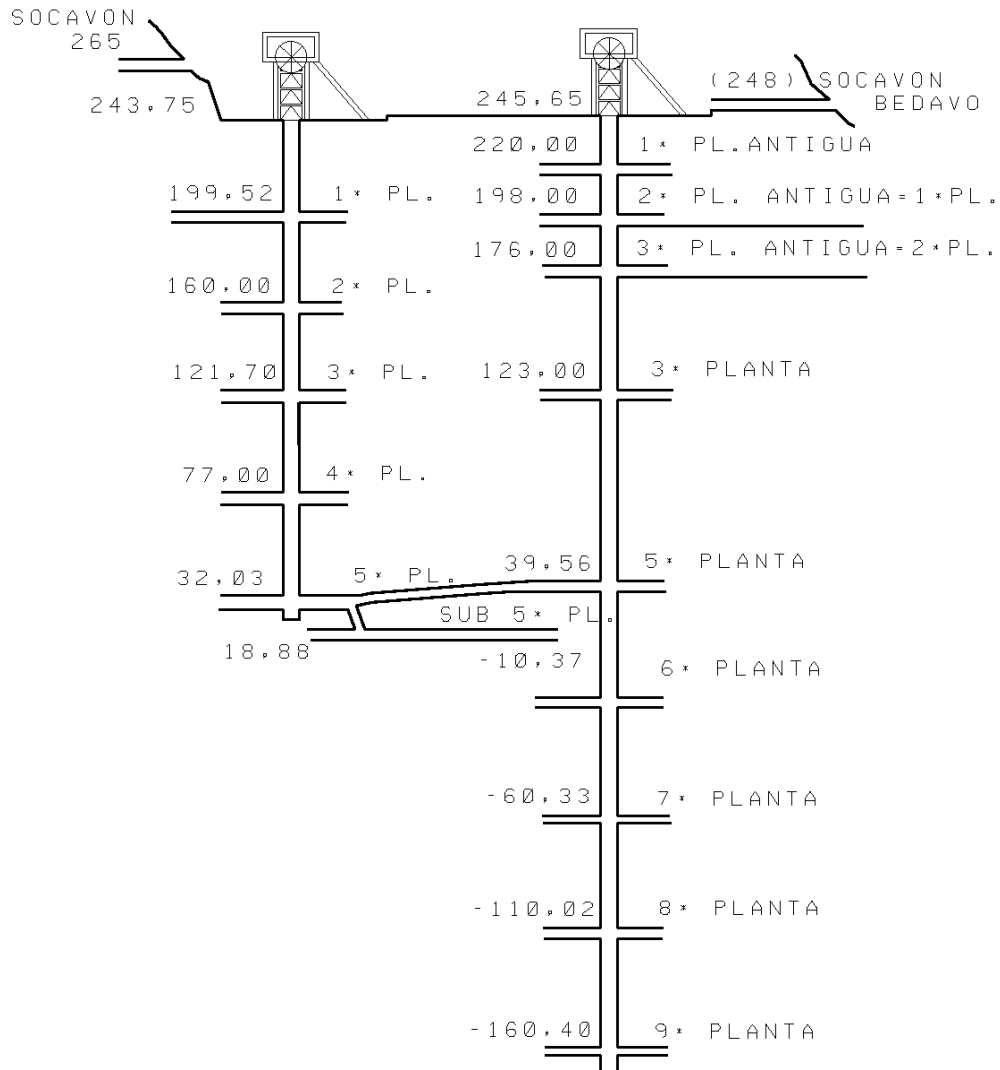 SOCAVON
265
243,75
245,65
(248) SOCAVON
BEDAVO
220,00 1* PL.ANTIGUA
199,52 1* PL.
198,00 2* PL. ANTIGUA=1*PL.
176,00 3* PL. ANTIGUA=2*PL.
160,00 2* PL.
121,70 3* PL.
123,00 3* PLANTA
77,00 4* PL.
32,03 5* PL.
39,56 5* PLANTA
SUB 5* PL.
18,88
-10,37 6* PLANTA
-60,33 7* PLANTA
-110,02 8* PLANTA
-160,40 9* PLANTA